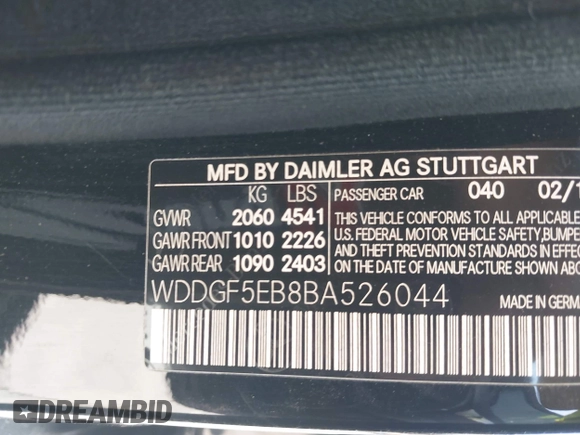 MFD BY DAIMLER AG STUTTGART
KG LBS PASSENGER CAR 040 02/1
GVWR 2060 4541 THIS VEHICLE CONFORMS TO ALL APPLICABLE
GAWR FRONT 1010 2226 U.S. FEDERAL MOTOR VEHICLE SAFETY, BUMPE
GAWR REAR 1090 2403 AND THEFT PREVENTION STANDARDS IN EFFEC
ON THE DATE OF MANUFACTURE SHOWN ABOV
WDDGF5EB8BA526044 MADE IN GERM
DREAMBID